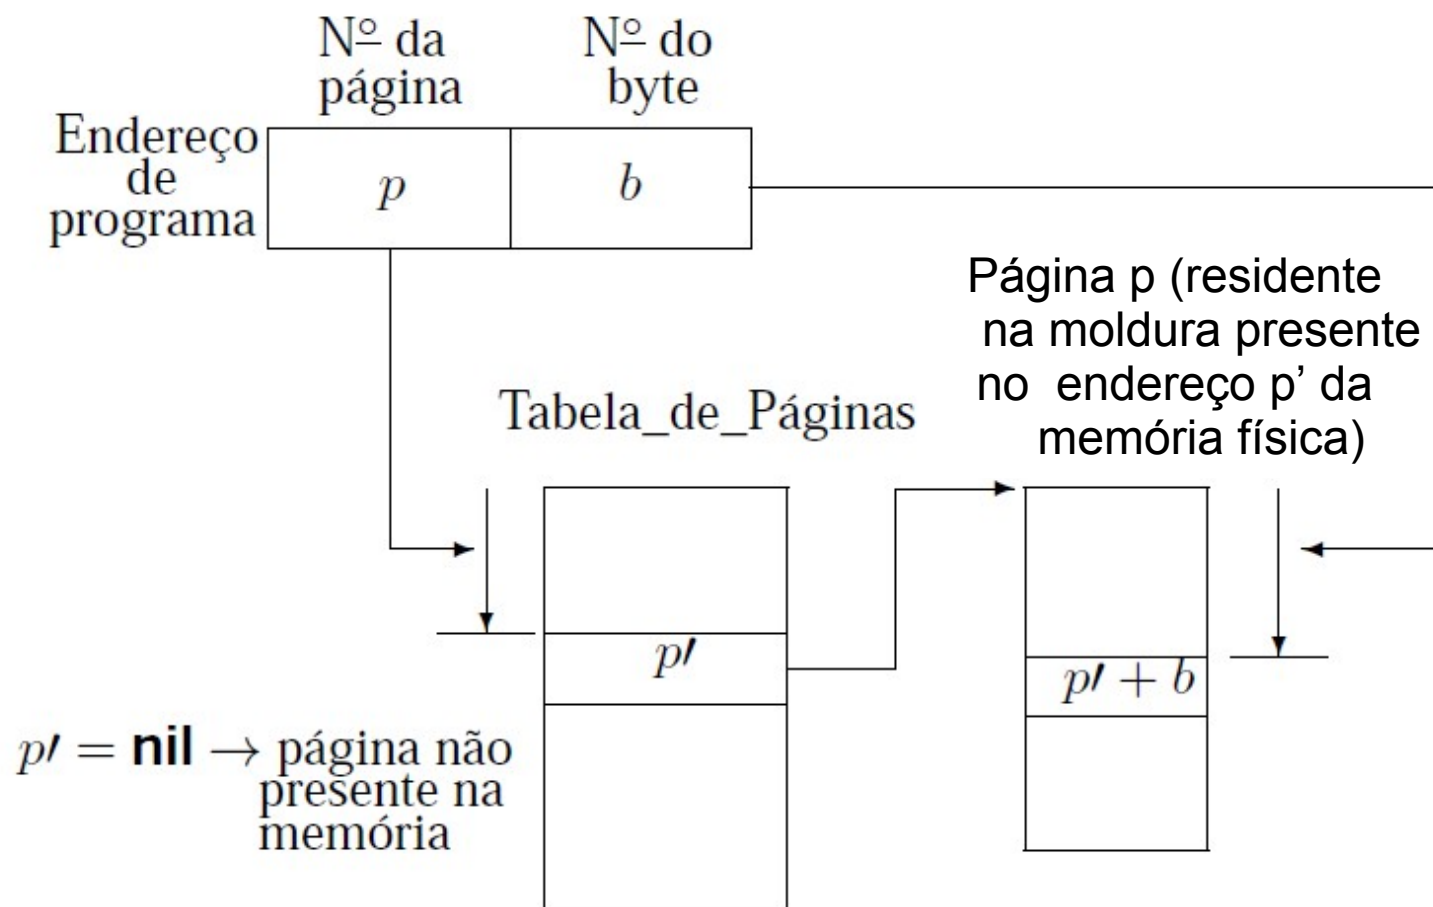 Nº da
página
Nº do
byte
Endereço
de
programa
p
b
Página p (residente
na moldura presente
no endereço p’ da
memória física)
Tabela_de_Páginas
p′
p′ + b
p′ = nil → página não
presente na
memória